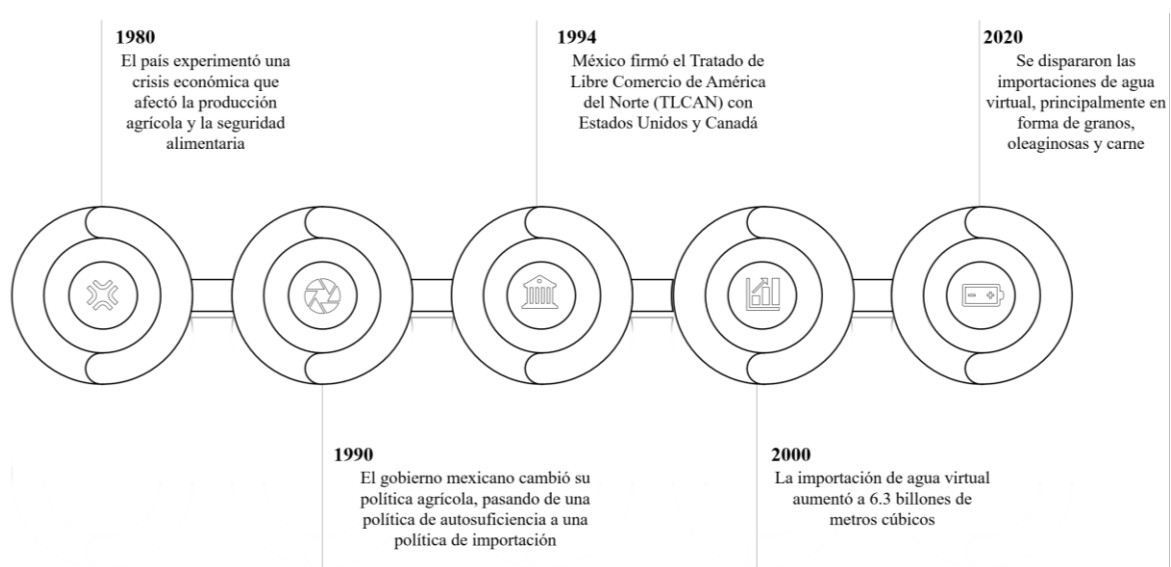 1980
El país experimentó una
crisis económica que
afectó la producción
agrícola y la seguridad
alimentaria
1990
El gobierno mexicano cambió su
política agrícola, pasando de una
política de autosuficiencia a una
política de importación
1994
México firmó el Tratado de
Libre Comercio de América
del Norte (TLCAN) con
Estados Unidos y Canadá
2000
La importación de agua virtual
aumentó a 6.3 billones de
metros cúbicos
2020
Se dispararon las
importaciones de agua
virtual, principalmente en
forma de granos,
oleaginosas y carne